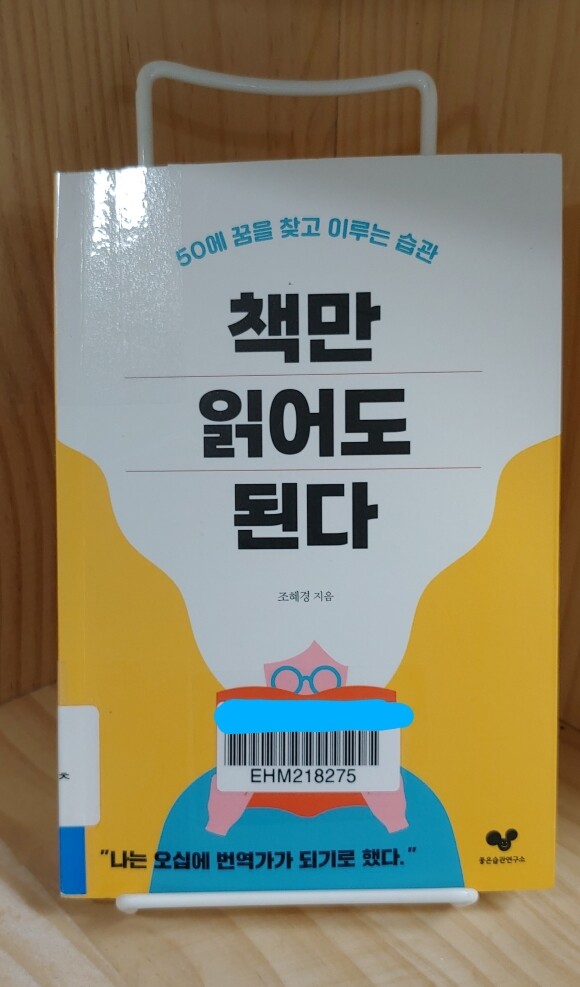 50에 꿈을 찾고 이루는 습관
책만
읽어도
된다
조혜경 지음
EHM218275
ㅊ
"나는 오십에 번역가가 되기로 했다."
좋은습관연구소